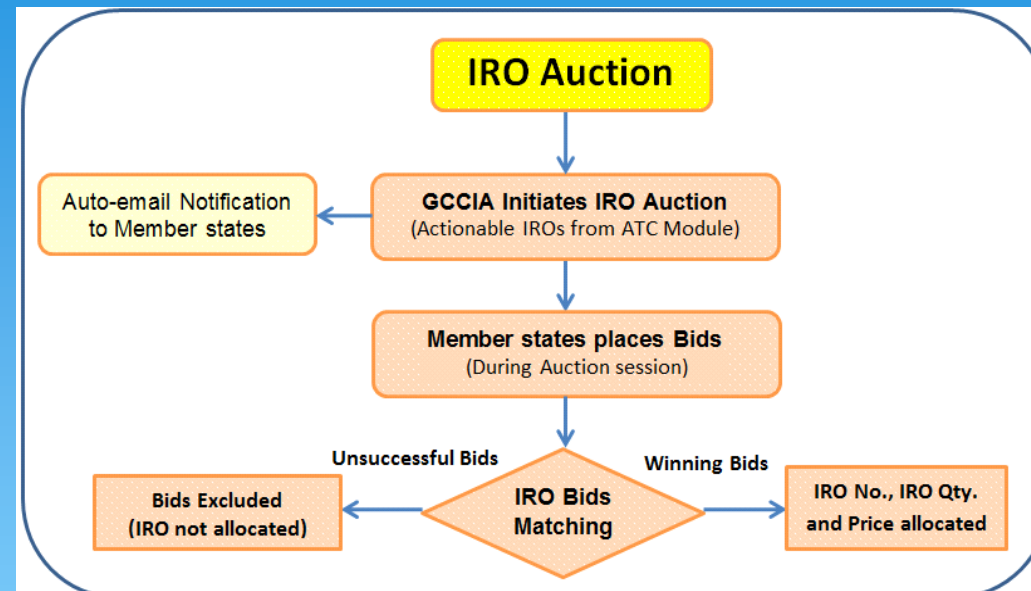 IRO Auction
Auto-email Notification
to Member states
GCCIA Initiates IRO Auction
(Actionable IROs from ATC Module)
Member states places Bids
(During Auction session)
Unsuccessful Bids
Winning Bids
Bids Excluded
(IRO not allocated)
IRO Bids
Matching
IRO No., IRO Qty.
and Price allocated